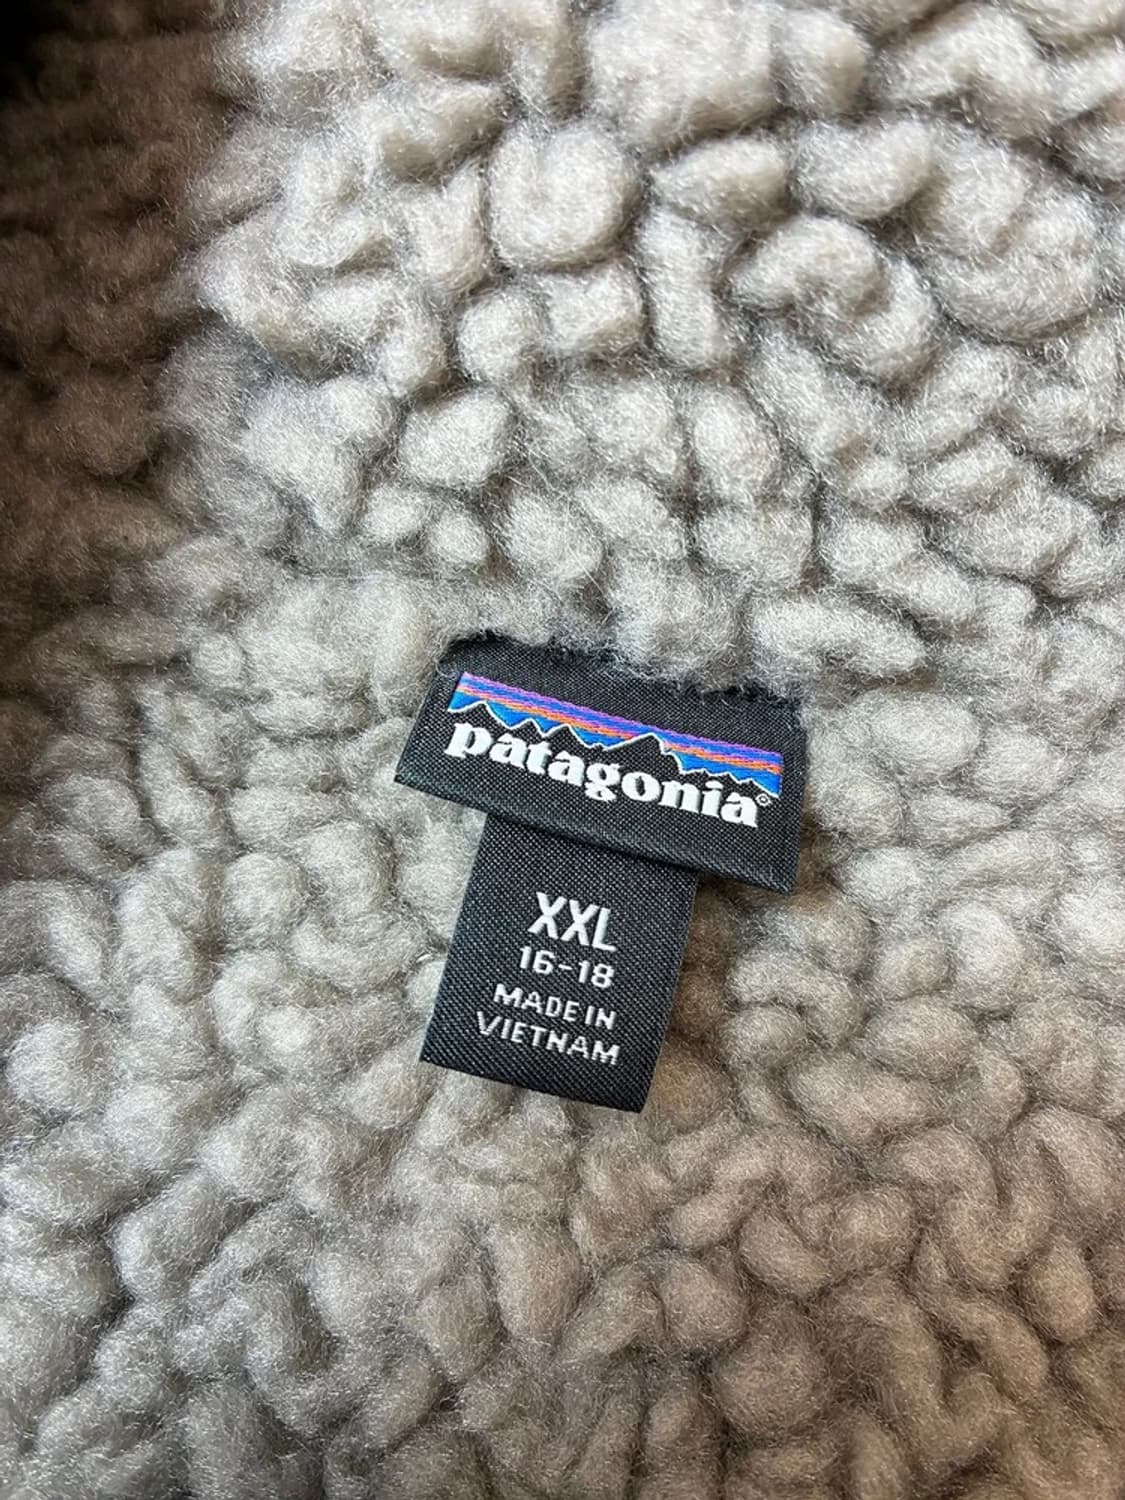 patagonia®
XXL
16-18
MADE IN
VIETNAM